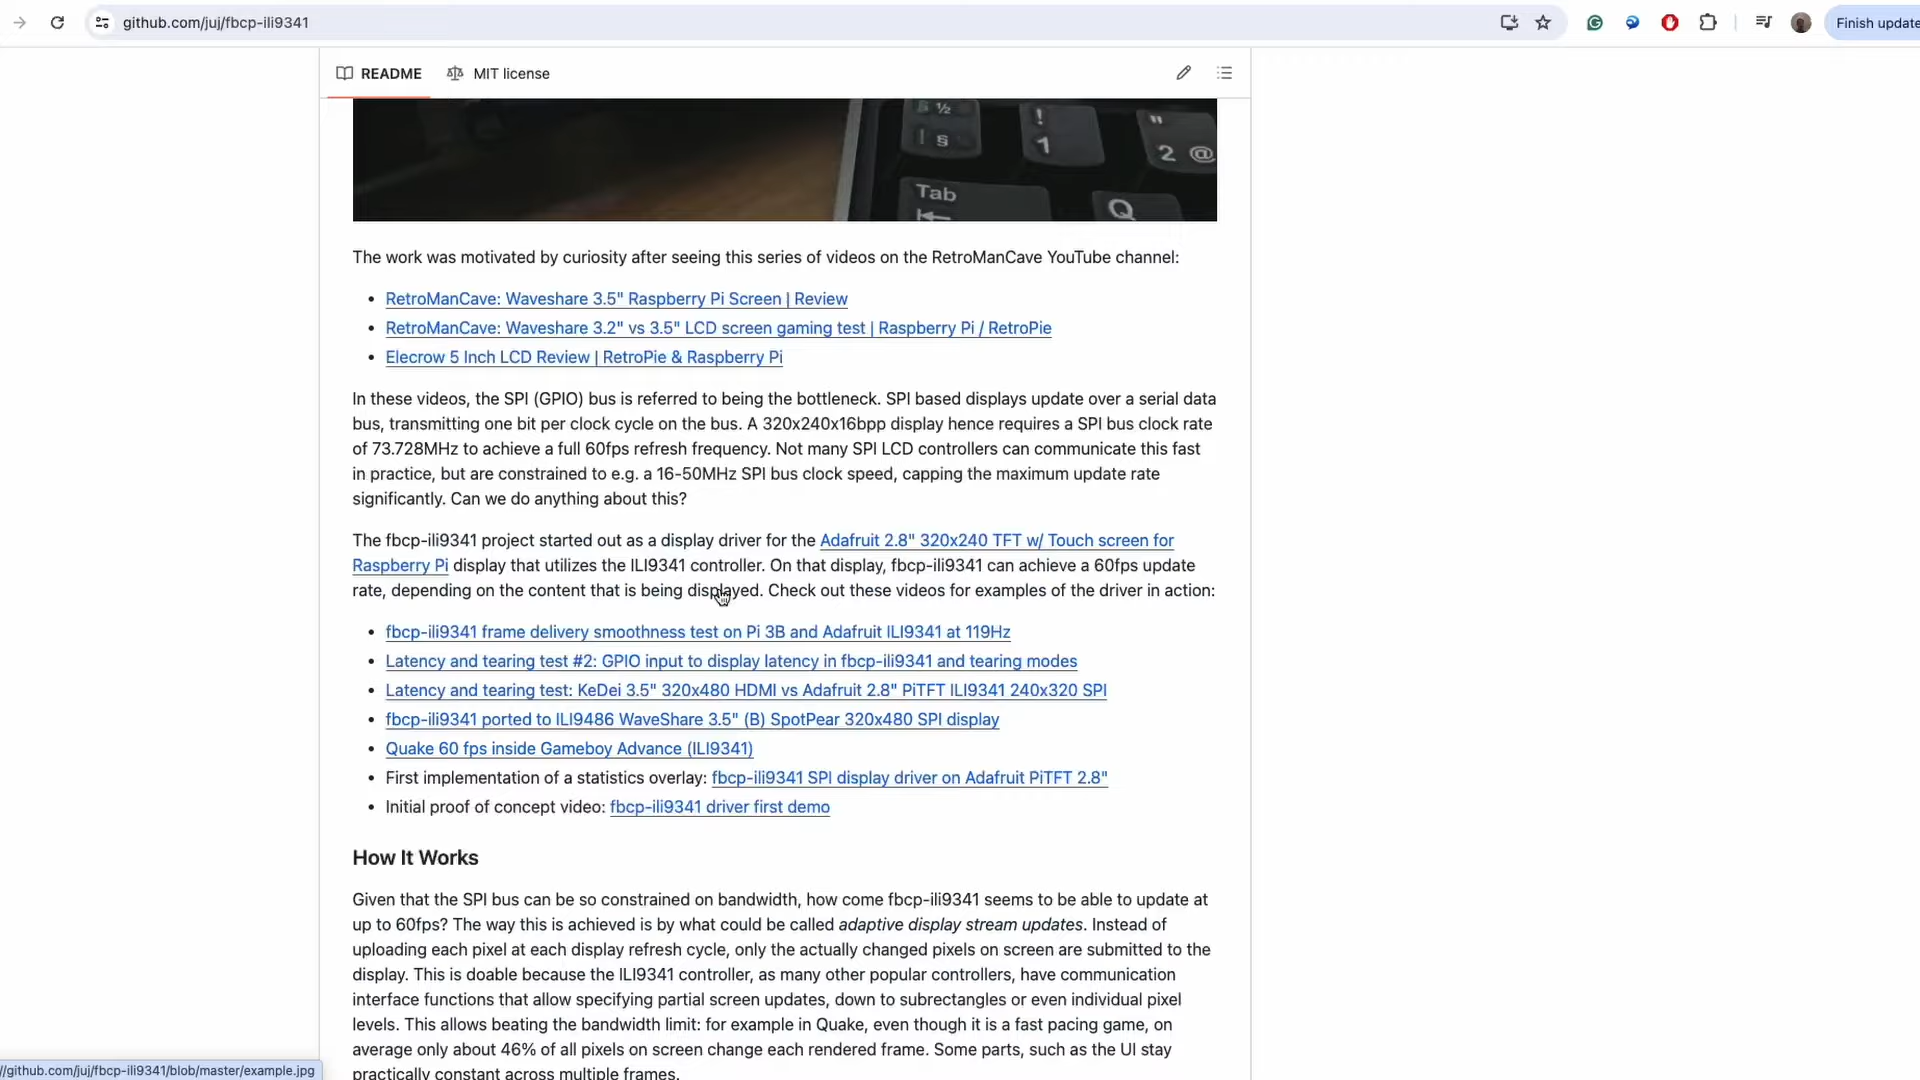 github.com/juj/fbcp-ili9341
Finish update
README
MIT license
§ ½
| §
!
1
"
2 @
Tab
Q
The work was motivated by curiosity after seeing this series of videos on the RetroManCave YouTube channel:
• RetroManCave: Waveshare 3.5" Raspberry Pi Screen | Review
• RetroManCave: Waveshare 3.2" vs 3.5" LCD screen gaming test | Raspberry Pi / RetroPie
• Elecrow 5 Inch LCD Review | RetroPie & Raspberry Pi
In these videos, the SPI (GPIO) bus is referred to being the bottleneck. SPI based displays update over a serial data
bus, transmitting one bit per clock cycle on the bus. A 320x240x16bpp display hence requires a SPI bus clock rate
of 73.728MHz to achieve a full 60fps refresh frequency. Not many SPI LCD controllers can communicate this fast
in practice, but are constrained to e.g. a 16-50MHz SPI bus clock speed, capping the maximum update rate
significantly. Can we do anything about this?
The fbcp-ili9341 project started out as a display driver for the Adafruit 2.8" 320x240 TFT w/ Touch screen for
Raspberry Pi display that utilizes the ILI9341 controller. On that display, fbcp-ili9341 can achieve a 60fps update
rate, depending on the content that is being displayed. Check out these videos for examples of the driver in action:
• fbcp-ili9341 frame delivery smoothness test on Pi 3B and Adafruit ILI9341 at 119Hz
• Latency and tearing test #2: GPIO input to display latency in fbcp-ili9341 and tearing modes
• Latency and tearing test: KeDei 3.5" 320x480 HDMI vs Adafruit 2.8" PiTFT ILI9341 240x320 SPI
• fbcp-ili9341 ported to ILI9486 WaveShare 3.5" (B) SpotPear 320x480 SPI display
• Quake 60 fps inside Gameboy Advance (ILI9341)
• First implementation of a statistics overlay: fbcp-ili9341 SPI display driver on Adafruit PiTFT 2.8"
• Initial proof of concept video: fbcp-ili9341 driver first demo
How It Works
Given that the SPI bus can be so constrained on bandwidth, how come fbcp-ili9341 seems to be able to update at
up to 60fps? The way this is achieved is by what could be called adaptive display stream updates. Instead of
uploading each pixel at each display refresh cycle, only the actually changed pixels on screen are submitted to the
display. This is doable because the ILI9341 controller, as many other popular controllers, have communication
interface functions that allow specifying partial screen updates, down to subrectangles or even individual pixel
levels. This allows beating the bandwidth limit: for example in Quake, even though it is a fast pacing game, on
average only about 46% of all pixels on screen change each rendered frame. Some parts, such as the UI stay
practically constant across multiple frames.
//github.com/juj/fbcp-ili9341/blob/master/example.jpg